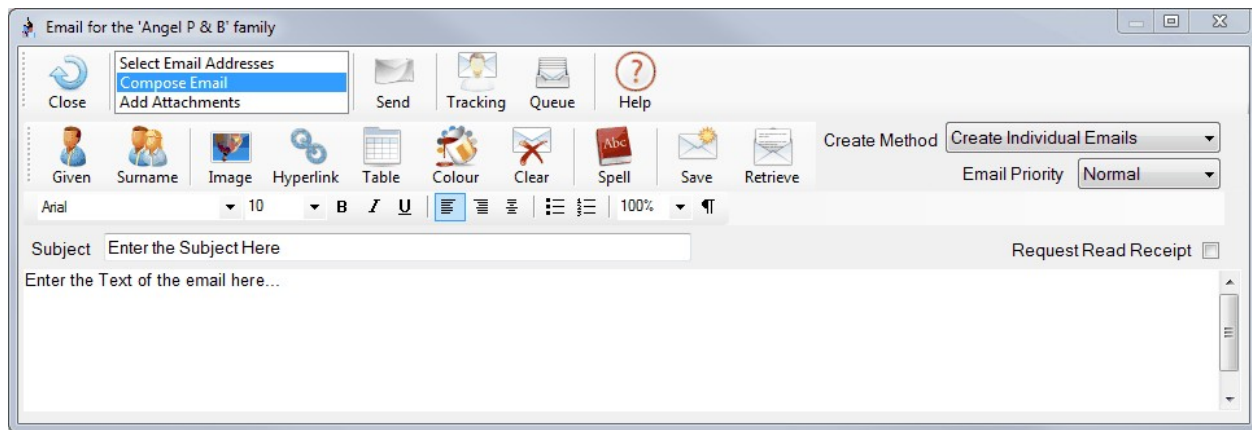 Email for the 'Angel P & B' family
Select Email Addresses
Compose Email
Add Attachments
Close Send Tracking Queue Help
Given Surname Image Hyperlink Table Colour Clear Abc Spell Save Retrieve
Create Method Create Individual Emails
Email Priority Normal
Arial 10 B I U 100% ¶
Subject Enter the Subject Here Request Read Receipt
Enter the Text of the email here...